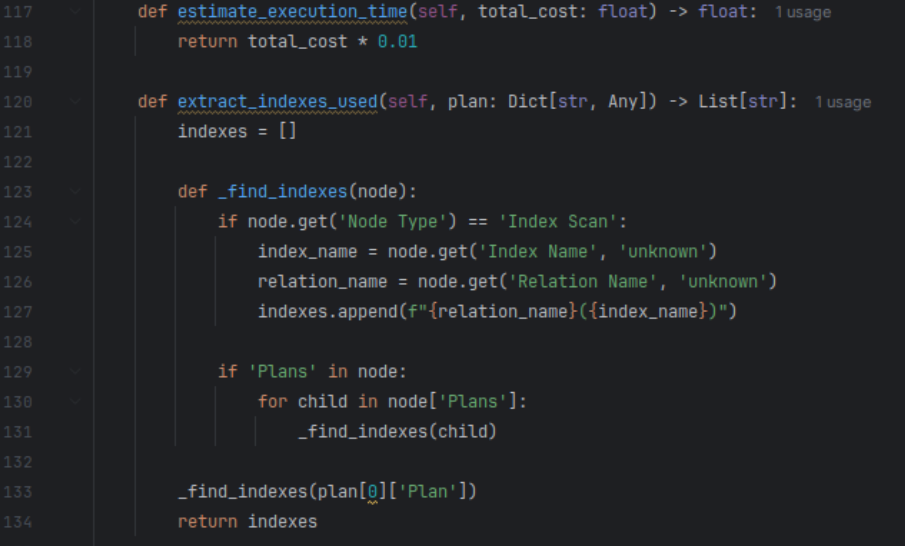 117 def estimate_execution_time(self, total_cost: float) -> float: 1 usage
118 return total_cost * 0.01
119
120 def extract_indexes_used(self, plan: Dict[str, Any]) -> List[str]: 1 usage
121 indexes = []
122
123 def _find_indexes(node):
124 if node.get('Node Type') == 'Index Scan':
125 index_name = node.get('Index Name', 'unknown')
126 relation_name = node.get('Relation Name', 'unknown')
127 indexes.append(f"{relation_name}({index_name})")
128
129 if 'Plans' in node:
130 for child in node['Plans']:
131 _find_indexes(child)
132
133 _find_indexes(plan[0]['Plan'])
134 return indexes